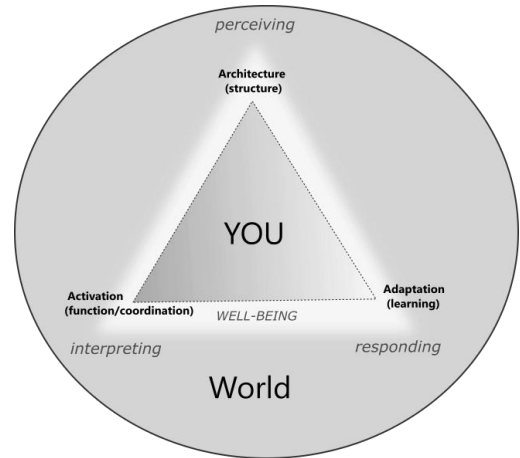 perceiving
Architecture
(structure)
YOU
Activation
(function/coordination)
Adaptation
(learning)
WELL-BEING
interpreting
responding
World